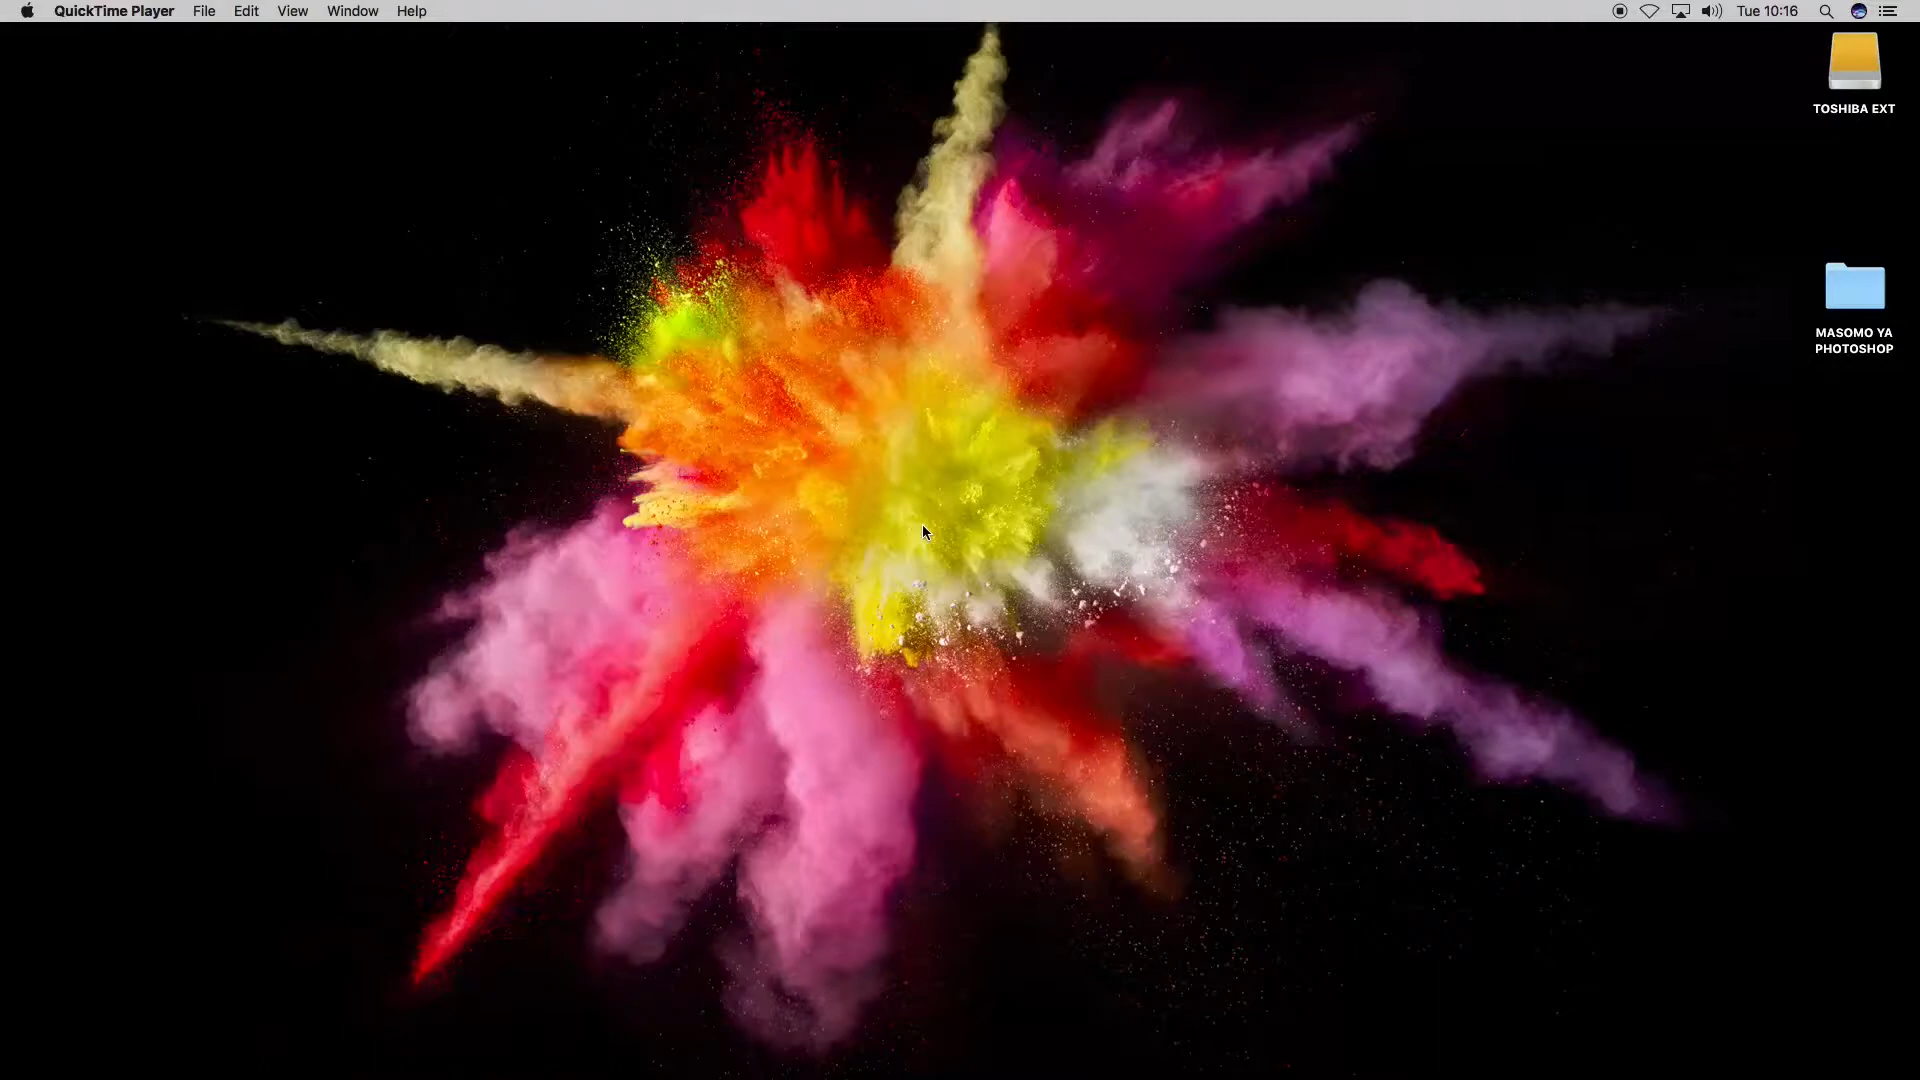 QuickTime Player File Edit View Window Help Tue 10:16
TOSHIBA EXT
MASOMO YA
PHOTOSHOP